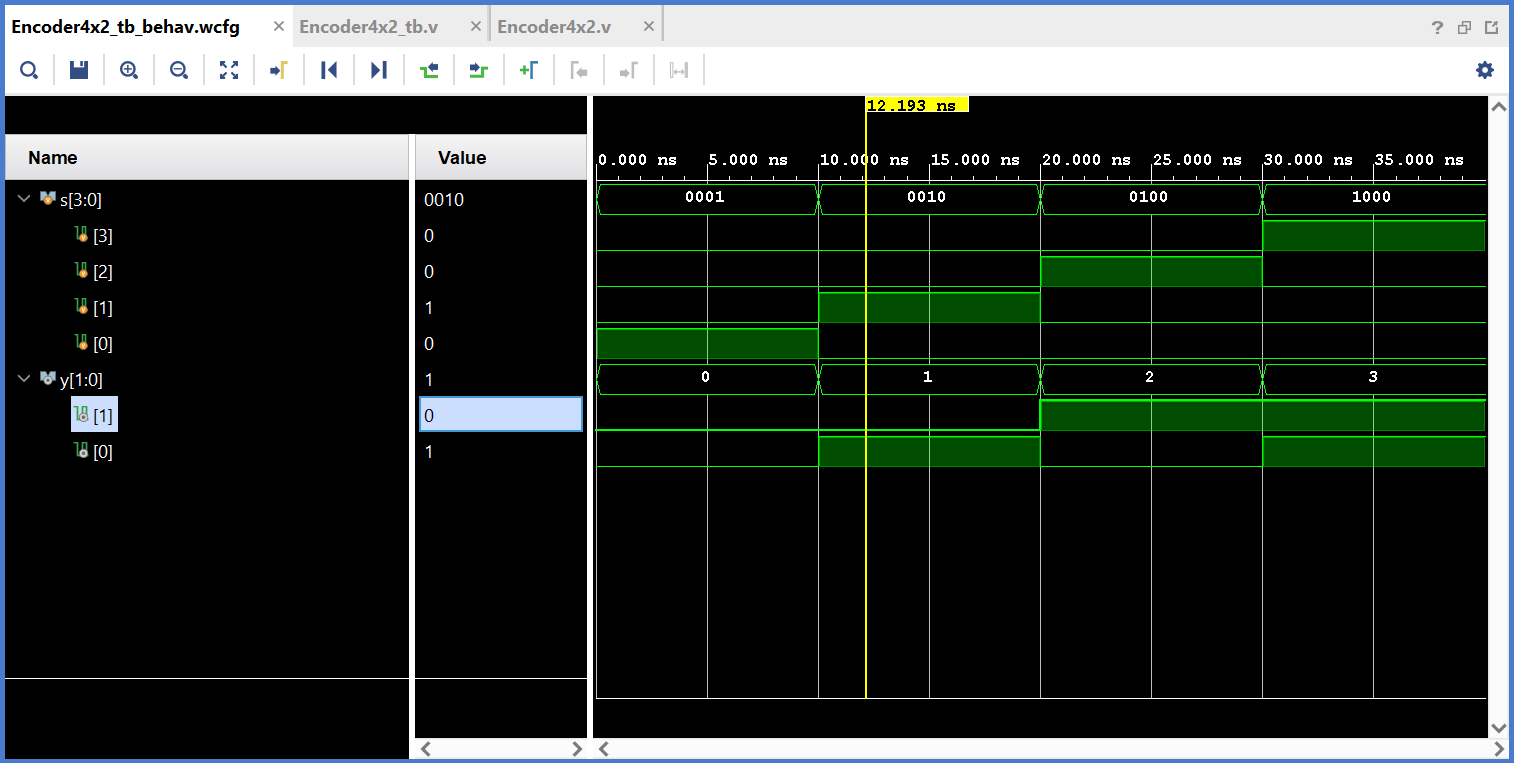 Encoder4x2_tb_behav.wcfg × Encoder4x2_tb.v × Encoder4x2.v × ?
12.193 ns
Name Value 0.000 ns 5.000 ns 10.000 ns 15.000 ns 20.000 ns 25.000 ns 30.000 ns 35.000 ns
s[3:0] 0010 0001 0010 0100 1000
[3] 0
[2] 0
[1] 1
[0] 0
y[1:0] 1 0 1 2 3
[1] 0
[0] 1